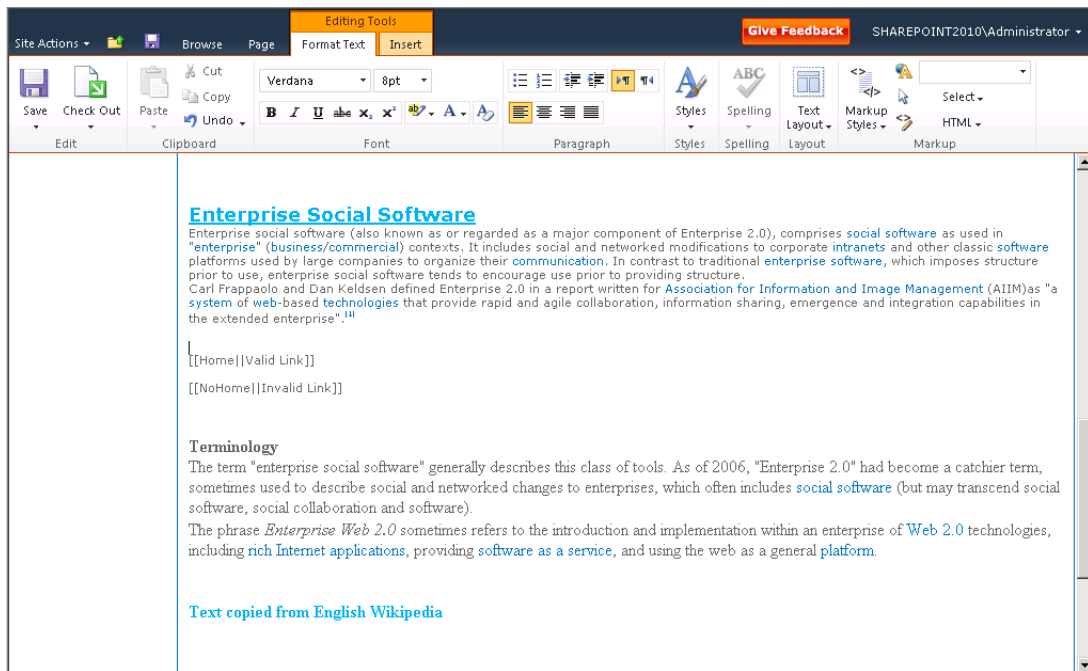 Editing Tools
Give Feedback
SHAREPOINT2010\Administrator
Site Actions
Browse
Page
Format Text
Insert
Save
Check Out
Paste
Cut
Copy
Undo
Verdana
8pt
B I U abc X₂ X²
A
Styles
ABC
Spelling
Text
Layout
Markup
Styles
Select
HTML
Edit
Clipboard
Font
Paragraph
Styles
Spelling
Layout
Markup
Enterprise Social Software
Enterprise social software (also known as or regarded as a major component of Enterprise 2.0), comprises social software as used in
"enterprise" (business/commercial) contexts. It includes social and networked modifications to corporate intranets and other classic software
platforms used by large companies to organize their communication. In contrast to traditional enterprise software, which imposes structure
prior to use, enterprise social software tends to encourage use prior to providing structure.
Carl Frappaolo and Dan Keldsen defined Enterprise 2.0 in a report written for Association for Information and Image Management (AIIM)as "a
system of web-based technologies that provide rapid and agile collaboration, information sharing, emergence and integration capabilities in
the extended enterprise".[1]
[[Home||Valid Link]]
[[NoHome||Invalid Link]]
Terminology
The term "enterprise social software" generally describes this class of tools. As of 2006, "Enterprise 2.0" had become a catchier term,
sometimes used to describe social and networked changes to enterprises, which often includes social software (but may transcend social
software, social collaboration and software).
The phrase Enterprise Web 2.0 sometimes refers to the introduction and implementation within an enterprise of Web 2.0 technologies,
including rich Internet applications, providing software as a service, and using the web as a general platform.
Text copied from English Wikipedia